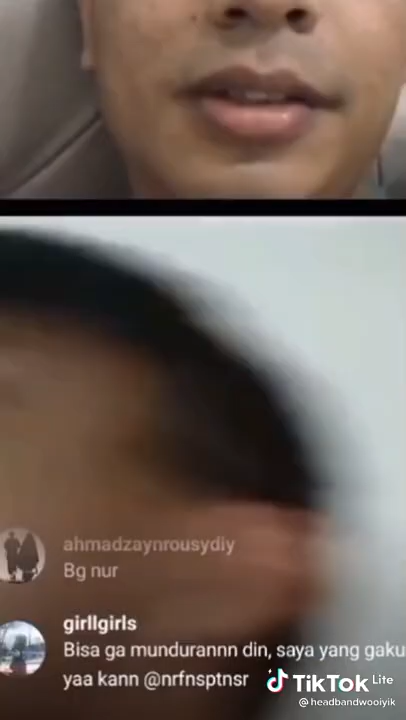 ahmadzaynrousydiy
Bg nur
girllgirls
Bisa ga mundurannn din, saya yang gaku
yaa kann @nrfnsptnsr
TikTok Lite
@headbandwooiyik